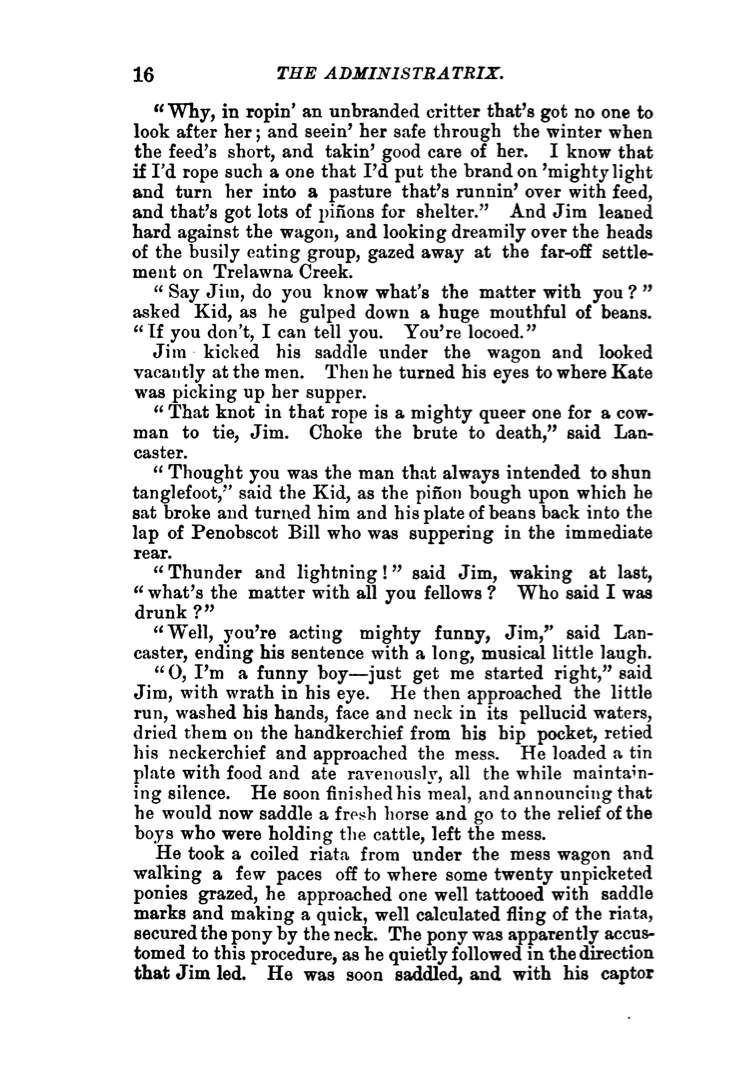 16 THE ADMINISTRATRIX.
“Why, in ropin’ an unbranded critter that’s got no one to
look after her; and seein’ her safe through the winter when
the feed’s short, and takin’ good care of her. I know that
if I’d rope such a one that I’d put the brand on ’mighty light
and turn her into a pasture that’s runnin’ over with feed,
and that’s got lots of piñons for shelter.” And Jim leaned
hard against the wagon, and looking dreamily over the heads
of the busily eating group, gazed away at the far-off settle-
ment on Trelawna Creek.
“Say Jim, do you know what’s the matter with you?”
asked Kid, as he gulped down a huge mouthful of beans.
“If you don’t, I can tell you. You’re locoed.”
Jim kicked his saddle under the wagon and looked
vacantly at the men. Then he turned his eyes to where Kate
was picking up her supper.
“That knot in that rope is a mighty queer one for a cow-
man to tie, Jim. Choke the brute to death,” said Lan-
caster.
“Thought you was the man that always intended to shun
tanglefoot,” said the Kid, as the piñon bough upon which he
sat broke and turned him and his plate of beans back into the
lap of Penobscot Bill who was suppering in the immediate
rear.
“Thunder and lightning!” said Jim, waking at last,
“what’s the matter with all you fellows? Who said I was
drunk?”
“Well, you’re acting mighty funny, Jim,” said Lan-
caster, ending his sentence with a long, musical little laugh.
“O, I’m a funny boy—just get me started right,” said
Jim, with wrath in his eye. He then approached the little
run, washed his hands, face and neck in its pellucid waters,
dried them on the handkerchief from his hip pocket, retied
his neckerchief and approached the mess. He loaded a tin
plate with food and ate ravenously, all the while maintain-
ing silence. He soon finished his meal, and announcing that
he would now saddle a fresh horse and go to the relief of the
boys who were holding the cattle, left the mess.
He took a coiled riata from under the mess wagon and
walking a few paces off to where some twenty unpicketed
ponies grazed, he approached one well tattooed with saddle
marks and making a quick, well calculated fling of the riata,
secured the pony by the neck. The pony was apparently accus-
tomed to this procedure, as he quietly followed in the direction
that Jim led. He was soon saddled, and with his captor